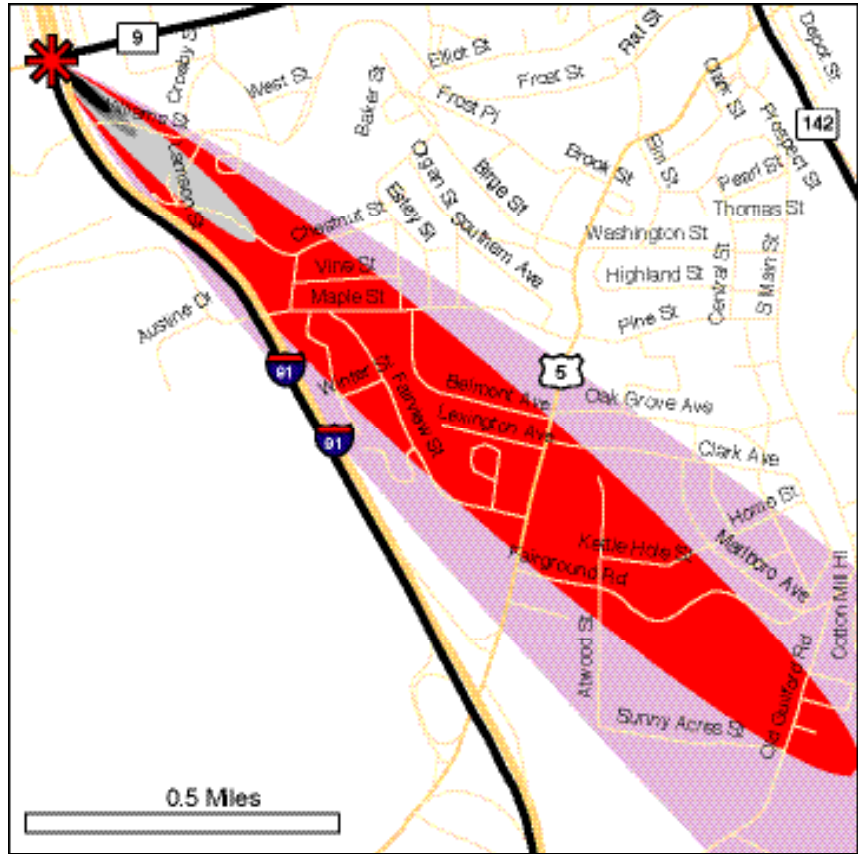 9
Crosby St
West St
Elliot St
Frost St
Rail St
Depot St
Baker St
Frost Pl
Clark St
Prospect St
142
Lamson St
Organ St
Birge St
Brook St
Elm St
Pearl St
Thomas St
Chestnut St
Estey St
Southern Ave
Washington St
Vine St
Highland St
Central St
S Main St
Maple St
Austine Dr
Pine St
91
5
Winter St
Fairview St
Belmont Ave
Oak Grove Ave
91
Lexington Ave
Clark Ave
Home St
Kettle Hole St
Marlboro Ave
Fairground Rd
Cotton Mill Hl
Atwood St
Old Guilford Rd
Sunny Acres St
0.5 Miles